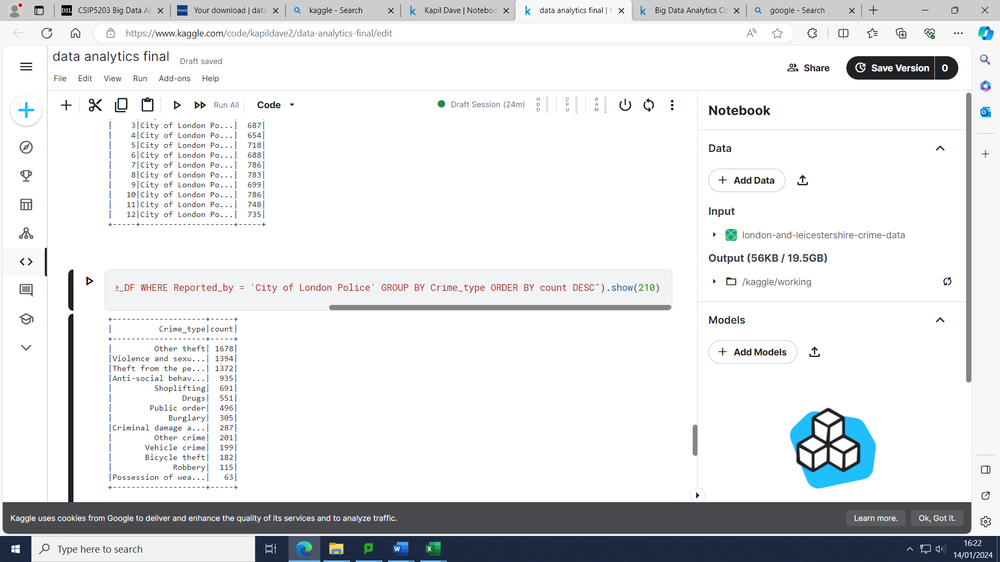 CSIP5203 Big Data Ap
Your download | data
kaggle - Search
Kapil Dave | Noteboo
data analytics final | K
Big Data Analytics Co
google - Search
https://www.kaggle.com/code/kapildave2/data-analytics-final/edit
data analytics final
Draft saved
Share
Save Version
0
File Edit View Run Add-ons Help
Run All
Code
Draft Session (24m)
HDD
CPU
RAM
| 3|City of London Po...| 687|
| 4|City of London Po...| 654|
| 5|City of London Po...| 718|
| 6|City of London Po...| 688|
| 7|City of London Po...| 786|
| 8|City of London Po...| 783|
| 9|City of London Po...| 699|
| 10|City of London Po...| 786|
| 11|City of London Po...| 748|
| 12|City of London Po...| 735|
+-----+--------------------+-----+
e_DF WHERE Reported_by = 'City of London Police' GROUP BY Crime_type ORDER BY count DESC").show(210)
+--------------------+-----+
| Crime_type|count|
+--------------------+-----+
| Other theft| 1678|
|Violence and sexu...| 1394|
|Theft from the pe...| 1372|
|Anti-social behav...| 935|
| Shoplifting| 691|
| Drugs| 551|
| Public order| 496|
| Burglary| 305|
|Criminal damage a...| 287|
| Other crime| 201|
| Vehicle crime| 199|
| Bicycle theft| 182|
| Robbery| 115|
|Possession of wea...| 63|
+--------------------+-----+
Notebook
Data
Add Data
Input
london-and-leicestershire-crime-data
Output (56KB / 19.5GB)
/kaggle/working
Models
Add Models
Kaggle uses cookies from Google to deliver and enhance the quality of its services and to analyze traffic.
Learn more.
Ok, Got it.
Type here to search
16:22
14/01/2024